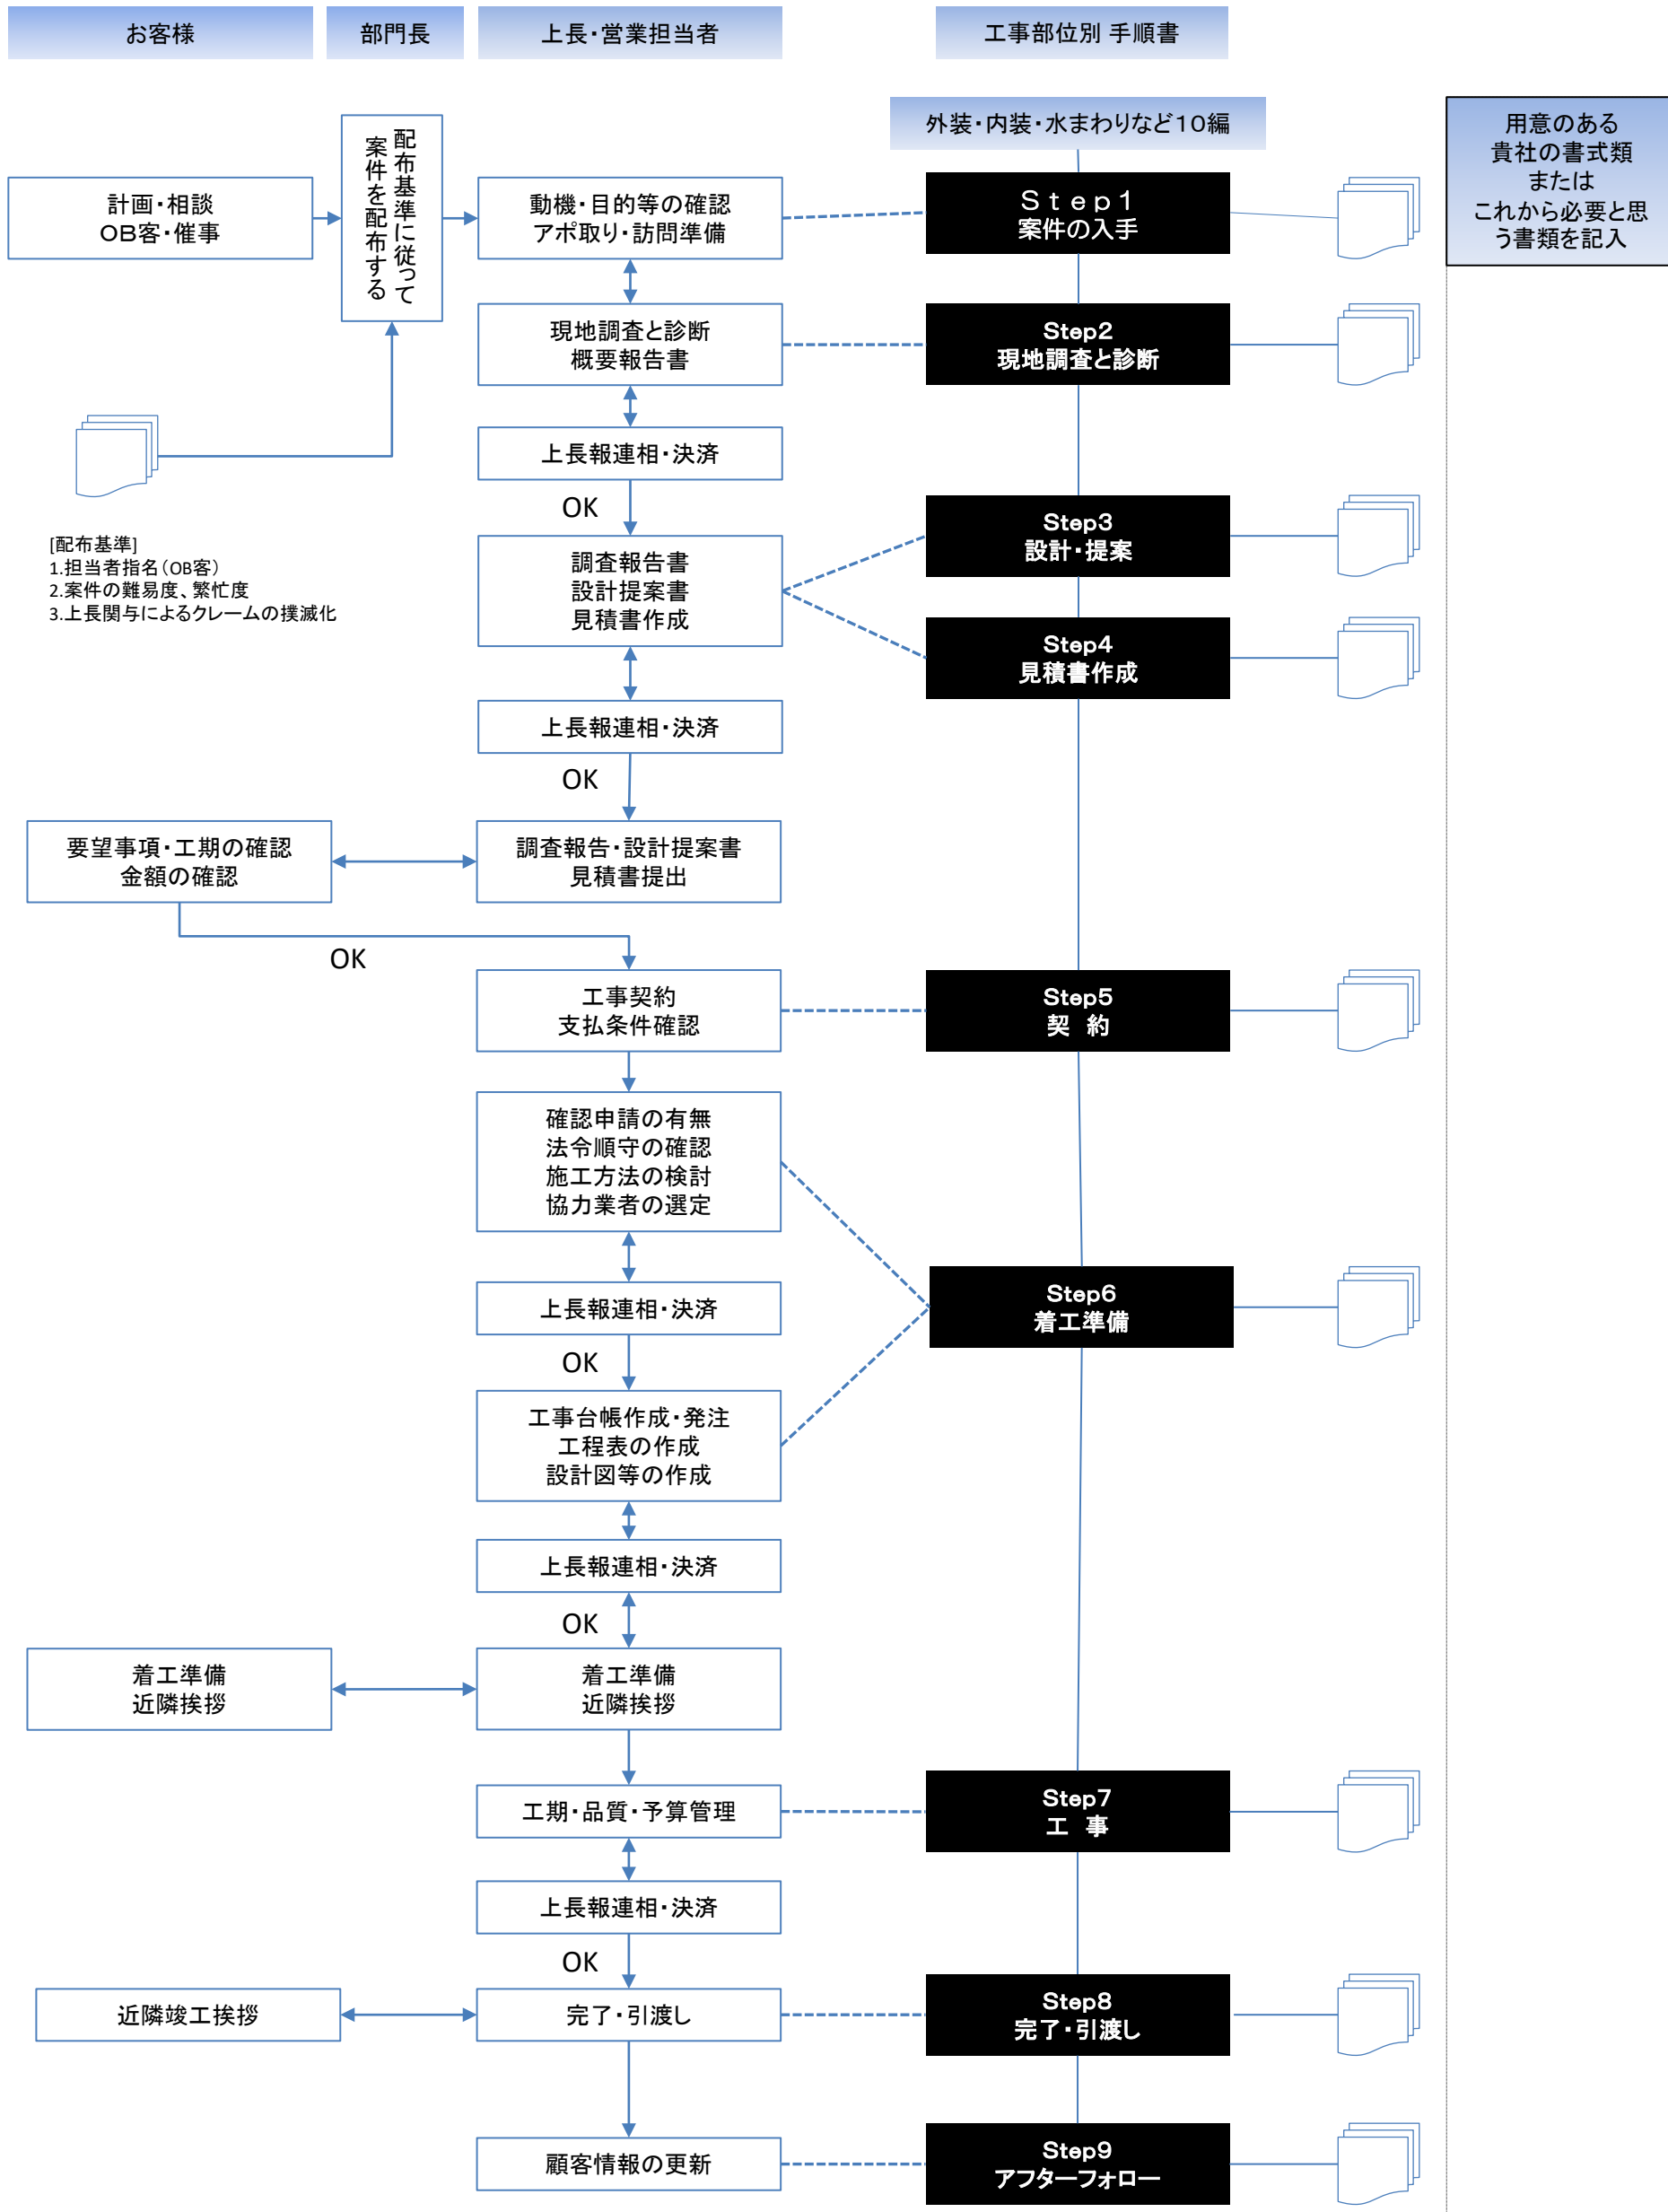 お客様
部門長
上長・営業担当者
工事部位別 手順書
外装・内装・水まわりなど10編
用意のある
貴社の書式類
または
これから必要と思
う書類を記入
計画・相談
OB客・催事
配布基準に従って
案件を配布する
動機・目的等の確認
アポ取り・訪問準備
Step1
案件の入手
現地調査と診断
概要報告書
Step2
現地調査と診断
上長報連相・決済
OK
[配布基準]
1.担当者指名（OB客）
2.案件の難易度、繁忙度
3.上長関与によるクレームの撲滅化
調査報告書
設計提案書
見積書作成
Step3
設計・提案
Step4
見積書作成
上長報連相・決済
OK
要望事項・工期の確認
金額の確認
調査報告・設計提案書
見積書提出
OK
工事契約
支払条件確認
Step5
契　約
確認申請の有無
法令順守の確認
施工方法の検討
協力業者の選定
上長報連相・決済
Step6
着工準備
OK
工事台帳作成・発注
工程表の作成
設計図等の作成
上長報連相・決済
OK
着工準備
近隣挨拶
着工準備
近隣挨拶
工期・品質・予算管理
Step7
工　事
上長報連相・決済
OK
近隣竣工挨拶
完了・引渡し
Step8
完了・引渡し
顧客情報の更新
Step9
アフターフォロー